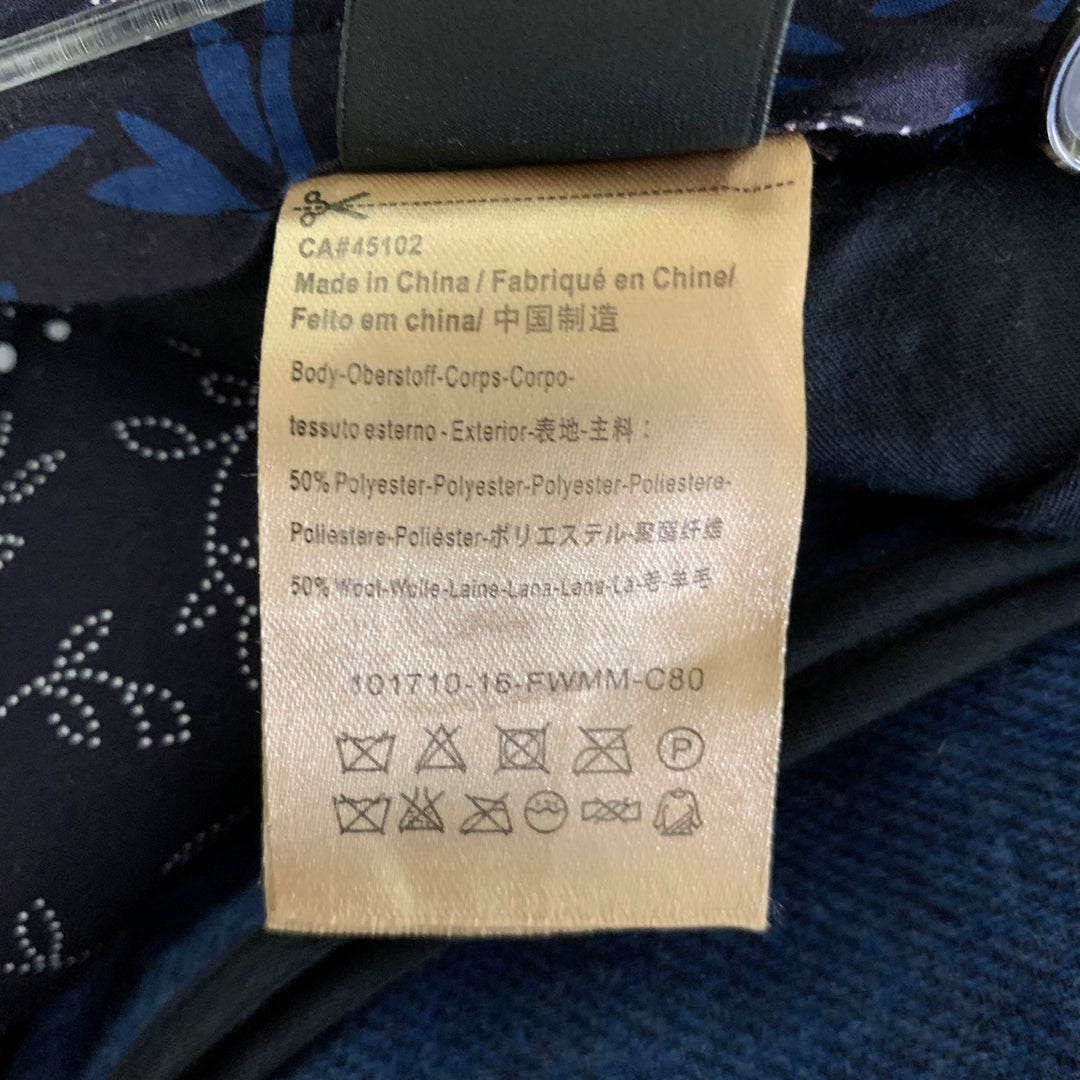 CA#45102
Made in China / Fabriqué en Chine/
Feito em china/ 中国制造
Body-Oberstoff-Corps-Corpo-
tessuto esterno-Exterior-表地-主料：
50% Polyester-Polyester-Polyester-Poliestere-
Poliestere-Poliéster-ポリエステル-聚酯纤维
50% Wool-Wolle-Laine-Lana-Lana-La-毛-羊毛
101710-16-FWMM-C80
P